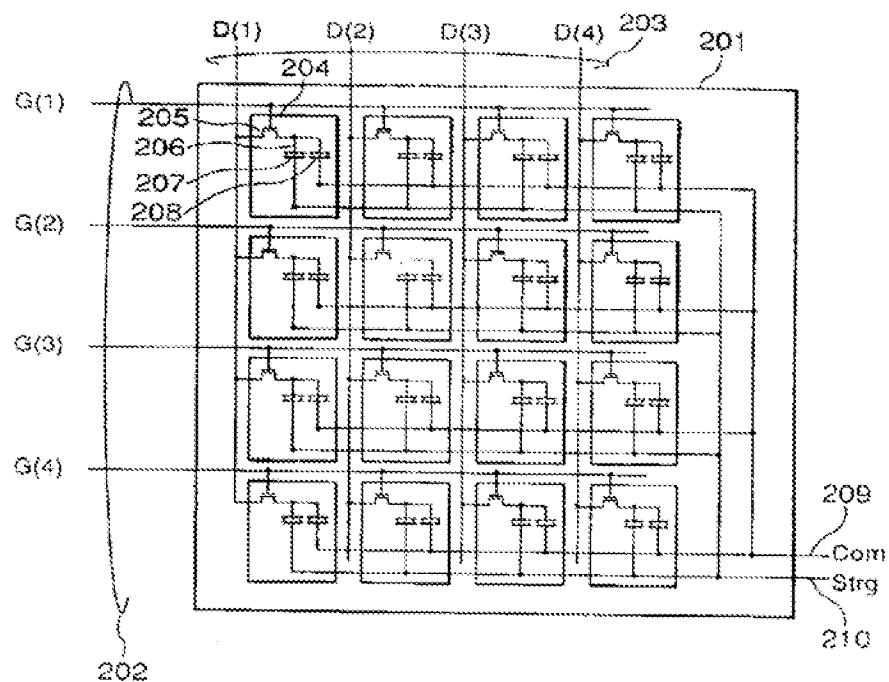 D(1) D(2) D(3) D(4) 203 201
204
G(1)
205
206
207
208
G(2)
G(3)
G(4)
209
Com
Strg
210
202